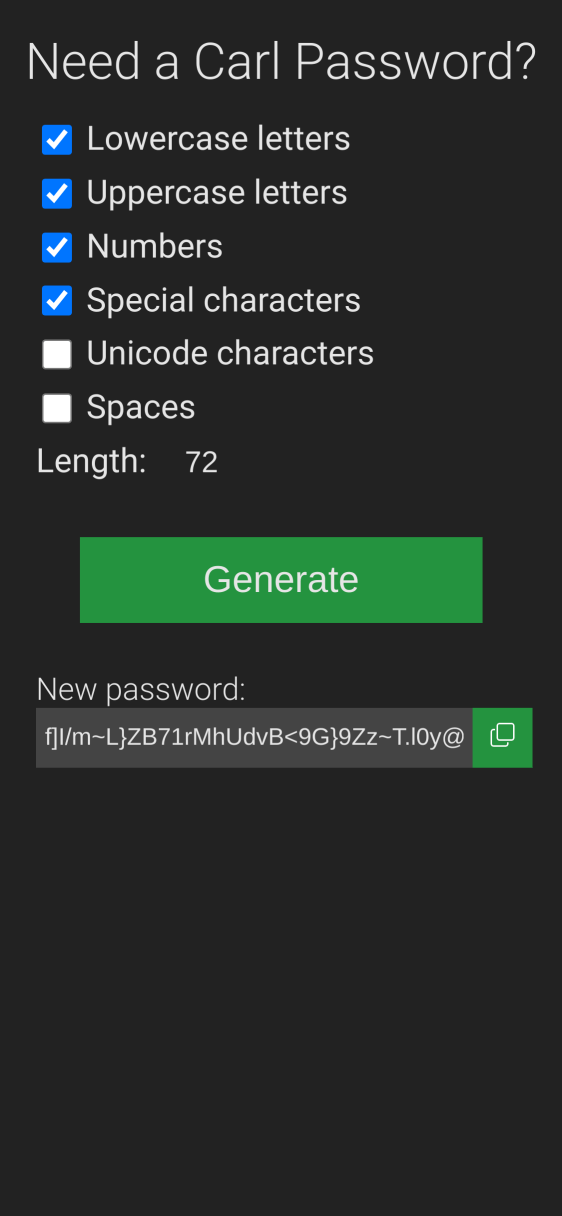 Need a Carl Password?
Lowercase letters
Uppercase letters
Numbers
Special characters
Unicode characters
Spaces
Length: 72
Generate
New password:
f]I/m~L}ZB71rMhUdvB<9G}9Zz~T.l0y@